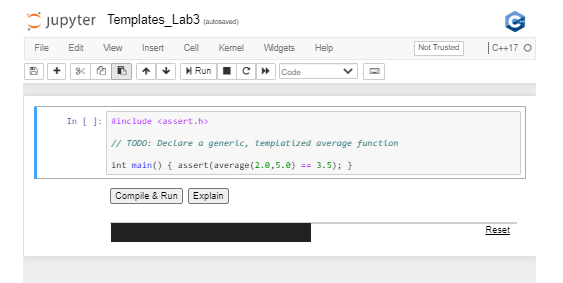 jupyter Templates_Lab3 (autosaved)
File Edit View Insert Cell Kernel Widgets Help Not Trusted C++17
Run Code
In [ ]: #include <assert.h>
// TODO: Declare a generic, templatized average function
int main() { assert(average(2.0,5.0) == 3.5); }
Compile & Run Explain
Reset